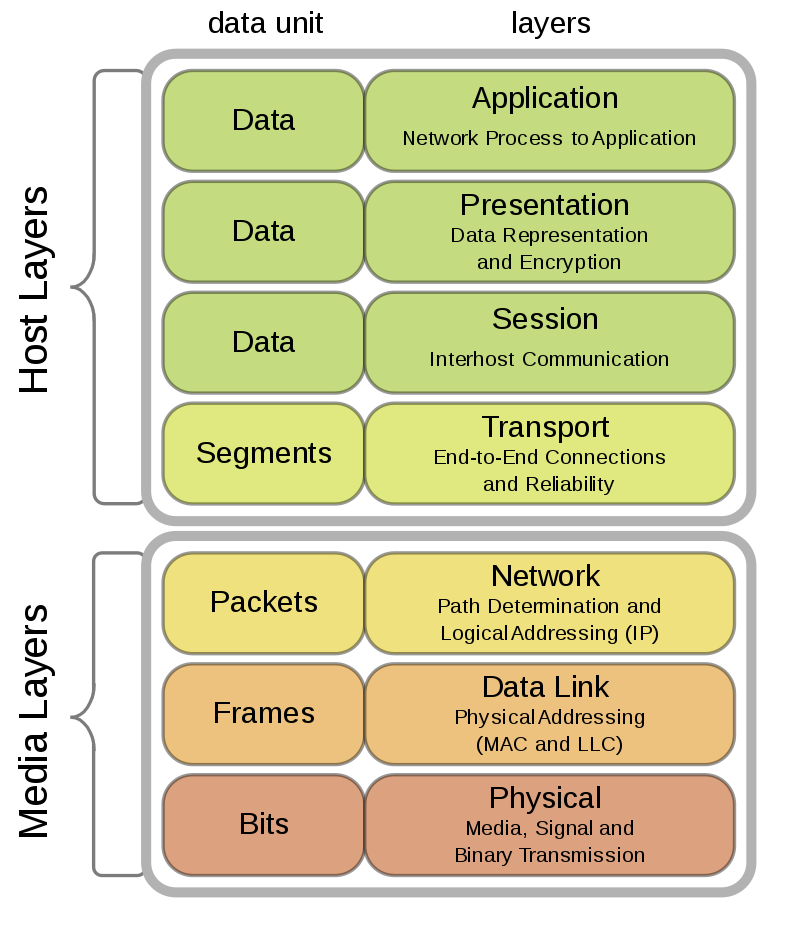 data unit
layers
Host Layers
Data
Application
Network Process to Application
Data
Presentation
Data Representation
and Encryption
Data
Session
Interhost Communication
Segments
Transport
End-to-End Connections
and Reliability
Media Layers
Packets
Network
Path Determination and
Logical Addressing (IP)
Frames
Data Link
Physical Addressing
(MAC and LLC)
Bits
Physical
Media, Signal and
Binary Transmission